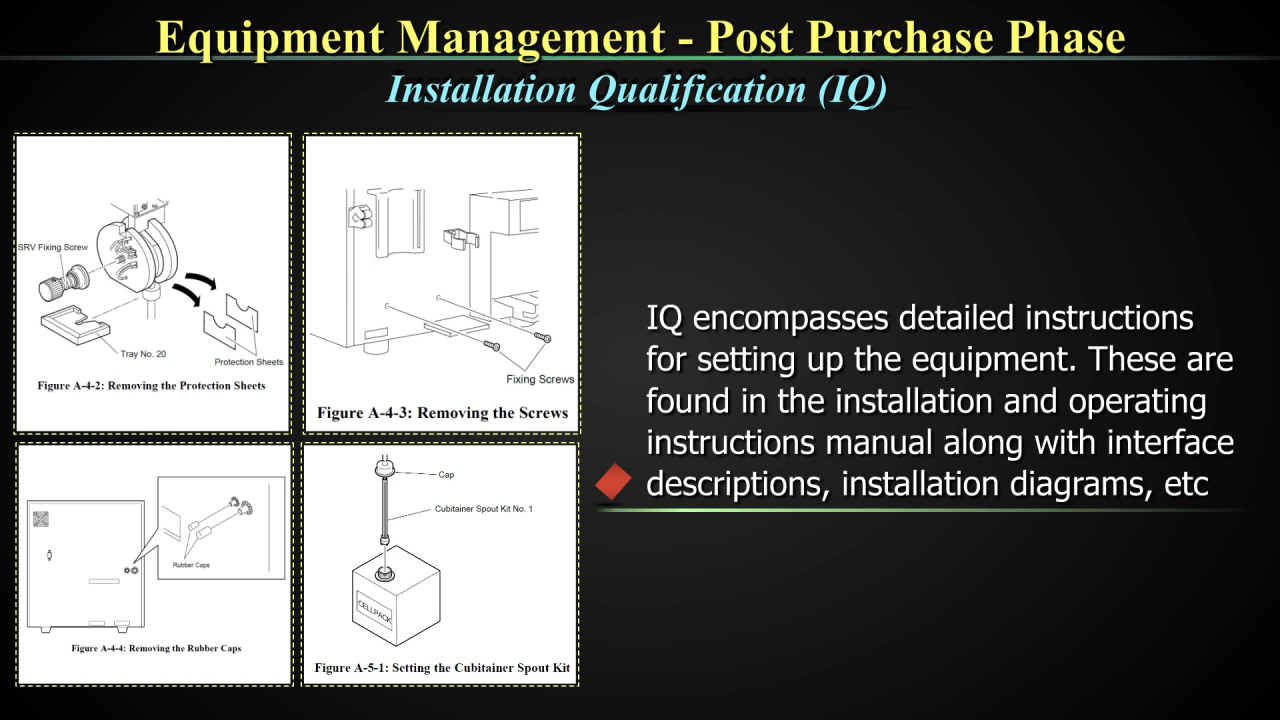 Equipment Management - Post Purchase Phase
Installation Qualification (IQ)
SRV Fixing Screw
Tray No. 20
Protection Sheets
Figure A-4-2: Removing the Protection Sheets
Fixing Screws
Figure A-4-3: Removing the Screws
Rubber Caps
Figure A-4-4: Removing the Rubber Caps
Cap
Cubitainer Spout Kit No. 1
CELLPACK
Figure A-5-1: Setting the Cubitainer Spout Kit
IQ encompasses detailed instructions
for setting up the equipment. These are
found in the installation and operating
instructions manual along with interface
descriptions, installation diagrams, etc